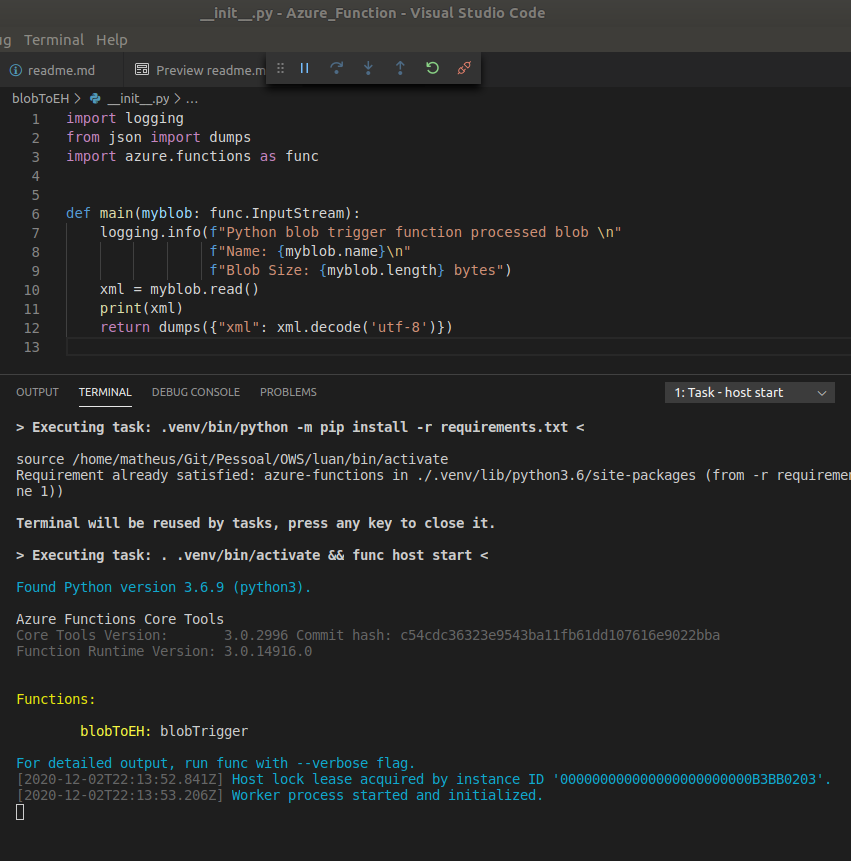 __init__.py - Azure_Function - Visual Studio Code
ug Terminal Help
readme.md Preview readme.m
blobToEH > __init__.py > ...
1 import logging
2 from json import dumps
3 import azure.functions as func
4
5
6 def main(myblob: func.InputStream):
7 logging.info(f"Python blob trigger function processed blob \n"
8 f"Name: {myblob.name}\n"
9 f"Blob Size: {myblob.length} bytes")
10 xml = myblob.read()
11 print(xml)
12 return dumps({"xml": xml.decode('utf-8')})
13
OUTPUT TERMINAL DEBUG CONSOLE PROBLEMS 1: Task - host start
> Executing task: .venv/bin/python -m pip install -r requirements.txt <
source /home/matheus/Git/Pessoal/OWS/luan/bin/activate
Requirement already satisfied: azure-functions in ./.venv/lib/python3.6/site-packages (from -r requireme
ne 1))
Terminal will be reused by tasks, press any key to close it.
> Executing task: . .venv/bin/activate && func host start <
Found Python version 3.6.9 (python3).
Azure Functions Core Tools
Core Tools Version: 3.0.2996 Commit hash: c54cdc36323e9543ba11fb61dd107616e9022bba
Function Runtime Version: 3.0.14916.0
Functions:
blobToEH: blobTrigger
For detailed output, run func with --verbose flag.
[2020-12-02T22:13:52.841Z] Host lock lease acquired by instance ID '000000000000000000000000B3BB0203'.
[2020-12-02T22:13:53.206Z] Worker process started and initialized.